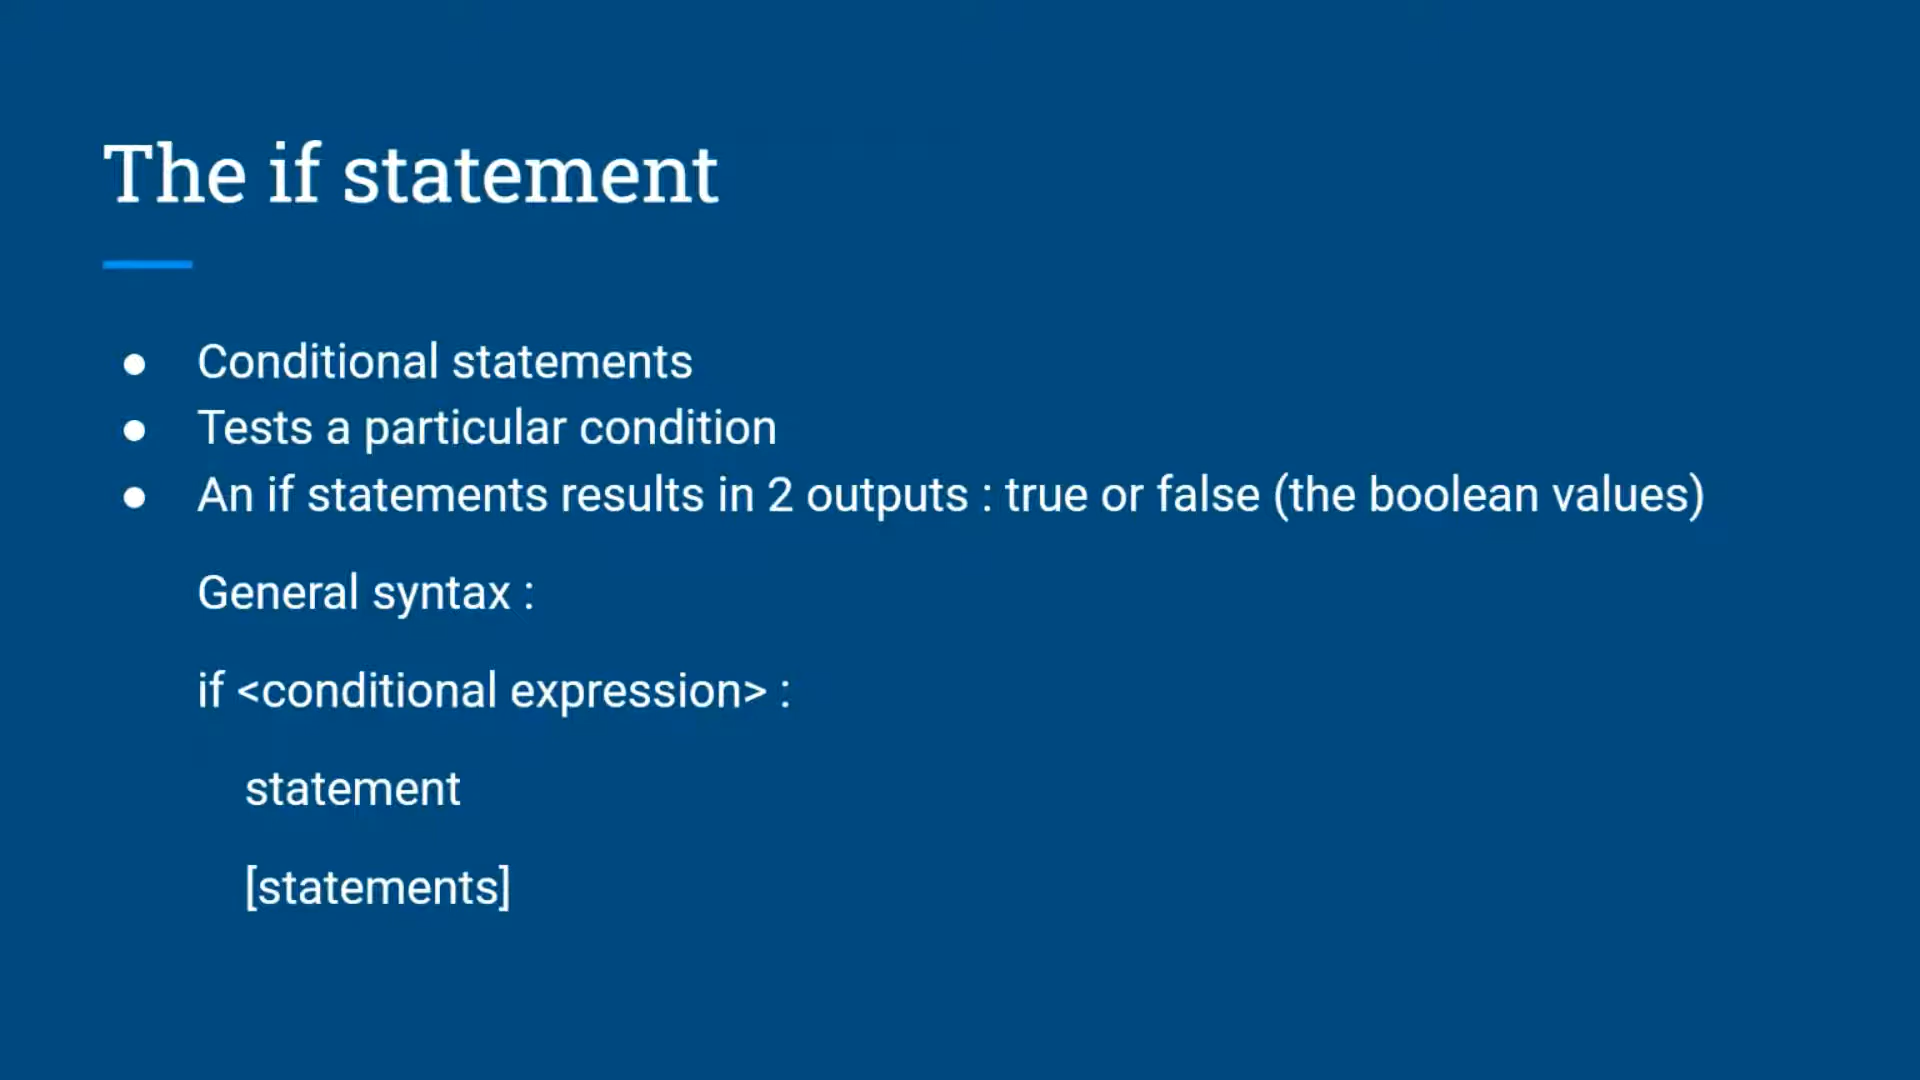 The if statement
● Conditional statements
● Tests a particular condition
● An if statements results in 2 outputs : true or false (the boolean values)
General syntax :
if <conditional expression> :
statement
[statements]